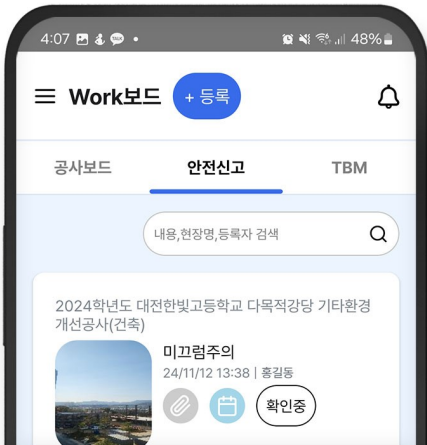 4:07 48%
Work보드 + 등록
공사보드 안전신고 TBM
내용,현장명,등록자 검색
2024학년도 대전한빛고등학교 다목적강당 기타환경
개선공사(건축)
미끄럼주의
24/11/12 13:38 | 홍길동
확인중